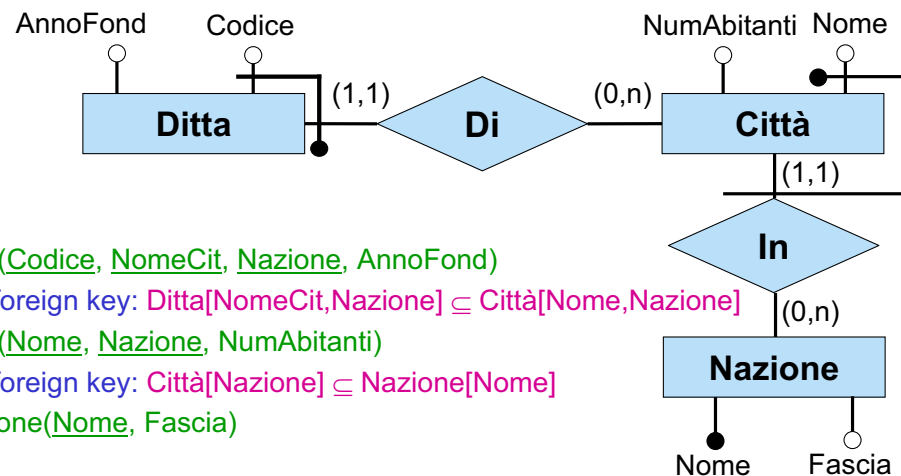 AnnoFond Codice NumAbitanti Nome
(1,1) (0,n)
Ditta Di Città
(1,1)
In
(Codice, NomeCit, Nazione, AnnoFond)
foreign key: Ditta[NomeCit,Nazione] ⊆ Città[Nome,Nazione]
(0,n)
(Nome, Nazione, NumAbitanti)
foreign key: Città[Nazione] ⊆ Nazione[Nome]
Nazione
one(Nome, Fascia)
Nome Fascia